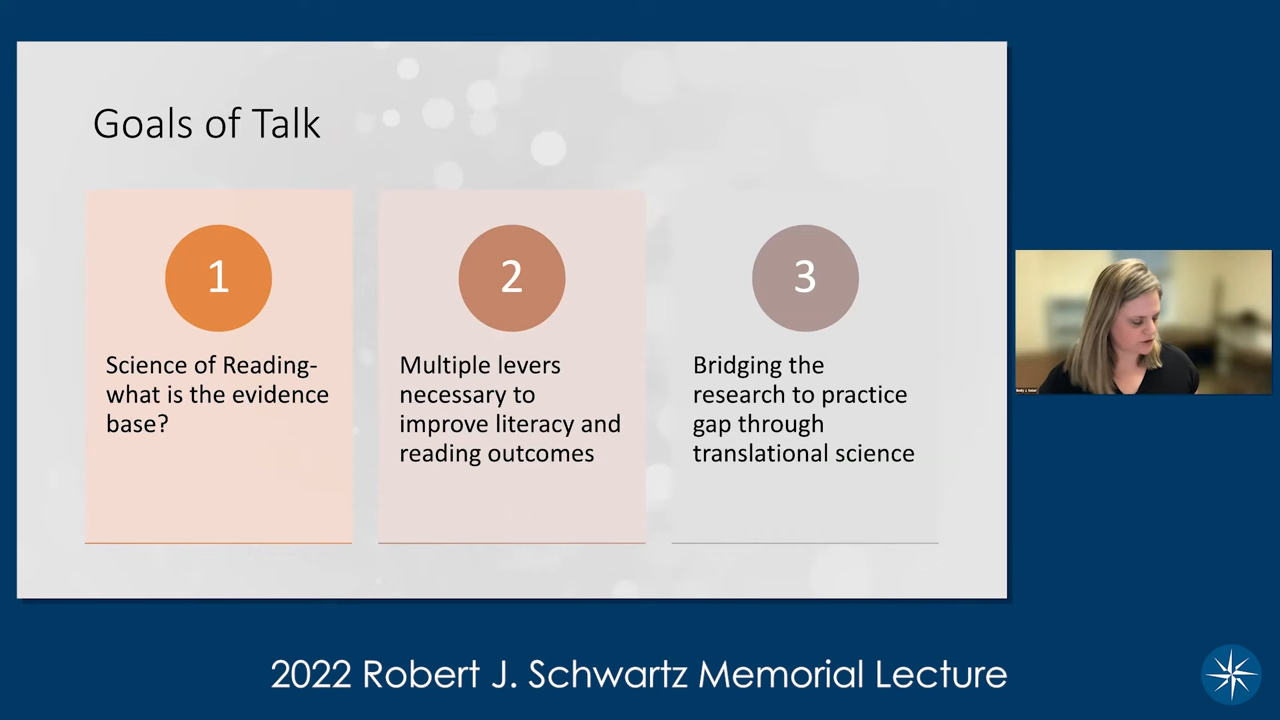 Goals of Talk
1
Science of Reading-
what is the evidence
base?
2
Multiple levers
necessary to
improve literacy and
reading outcomes
3
Bridging the
research to practice
gap through
translational science
2022 Robert J. Schwartz Memorial Lecture